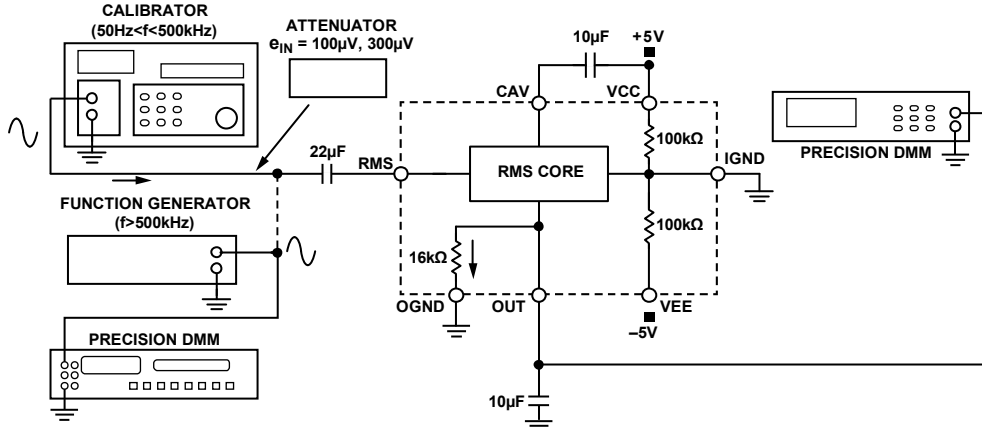 CALIBRATOR
(50Hz<f<500kHz)
ATTENUATOR
eIN = 100µV, 300µV
10µF
+5V
CAV
VCC
100kΩ
PRECISION DMM
22µF
RMS
RMS CORE
IGND
FUNCTION GENERATOR
(f>500kHz)
100kΩ
16kΩ
OGND
OUT
VEE
–5V
PRECISION DMM
10µF